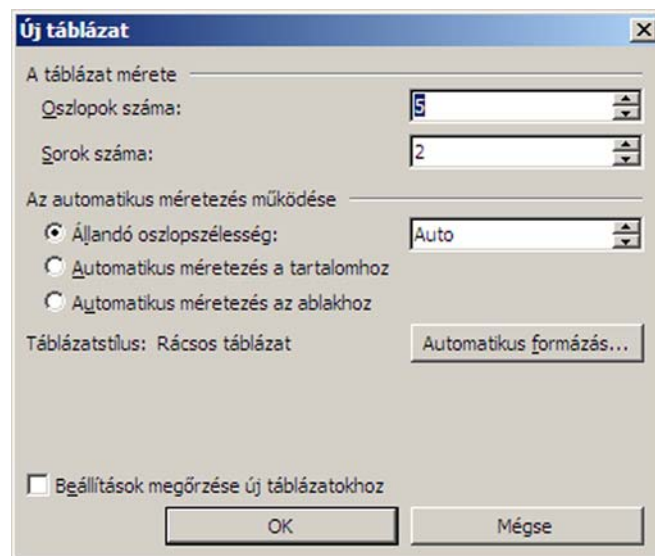 Új táblázat
A táblázat mérete
Oszlopok száma: 5
Sorok száma: 2
Az automatikus méretezés működése
Állandó oszlopszélesség: Auto
Automatikus méretezés a tartalomhoz
Automatikus méretezés az ablakhoz
Táblázatstílus: Rácsos táblázat Automatikus formázás...
Beállítások megőrzése új táblázatokhoz
OK Mégse